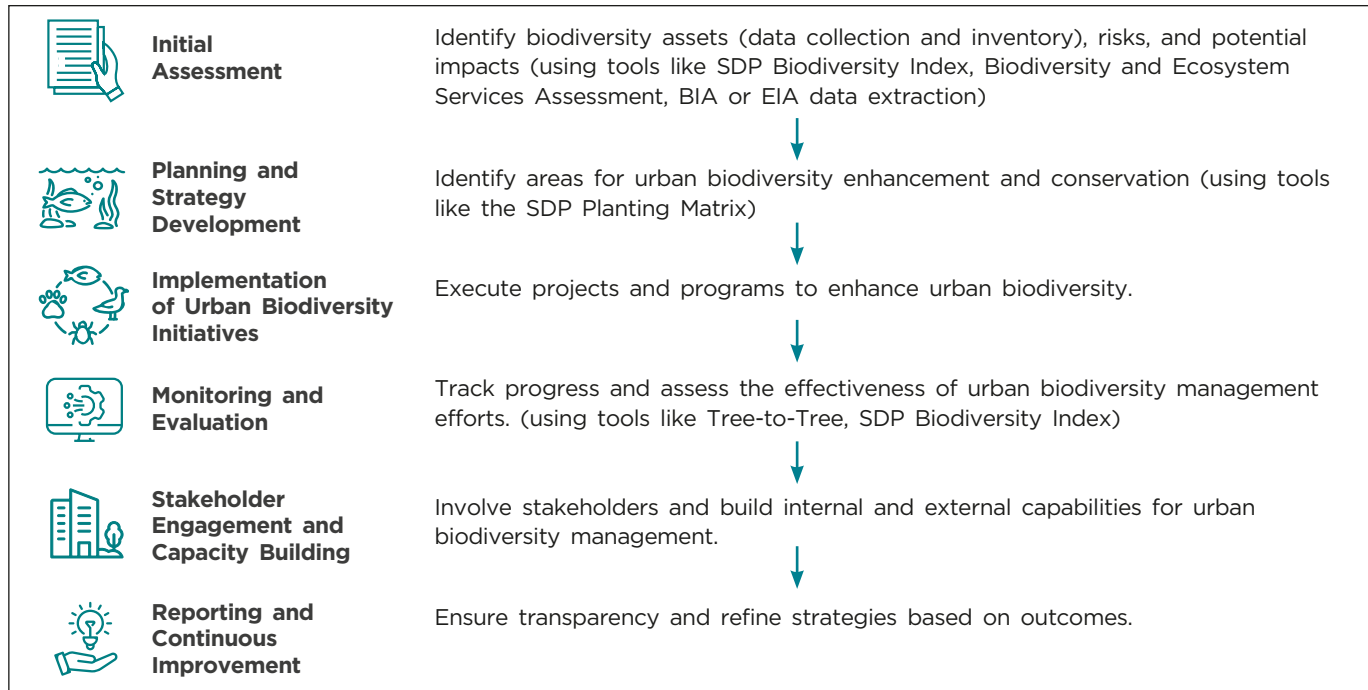 Initial
Assessment
Identify biodiversity assets (data collection and inventory), risks, and potential
impacts (using tools like SDP Biodiversity Index, Biodiversity and Ecosystem
Services Assessment, BIA or EIA data extraction)
Planning and
Strategy
Development
Identify areas for urban biodiversity enhancement and conservation (using tools
like the SDP Planting Matrix)
Implementation
of Urban Biodiversity
Initiatives
Execute projects and programs to enhance urban biodiversity.
Monitoring and
Evaluation
Track progress and assess the effectiveness of urban biodiversity management
efforts. (using tools like Tree-to-Tree, SDP Biodiversity Index)
Stakeholder
Engagement and
Capacity Building
Involve stakeholders and build internal and external capabilities for urban
biodiversity management.
Reporting and
Continuous
Improvement
Ensure transparency and refine strategies based on outcomes.